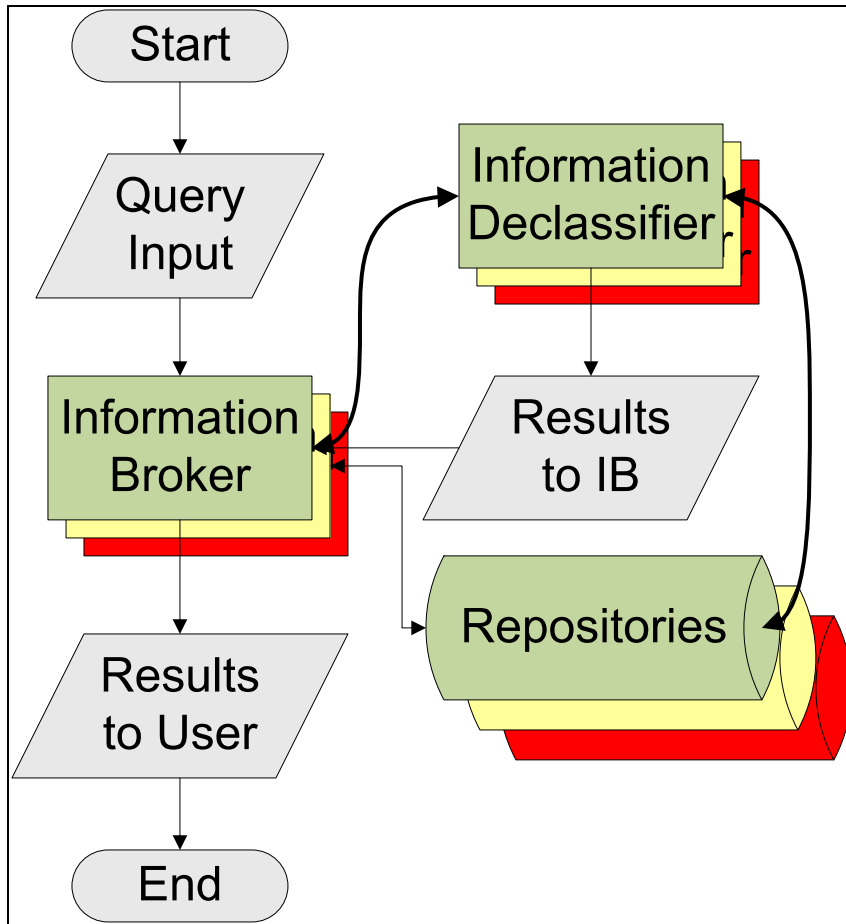 Start
Query
Input
Information
Declassifier
Information
Broker
Results
to IB
Repositories
Results
to User
End